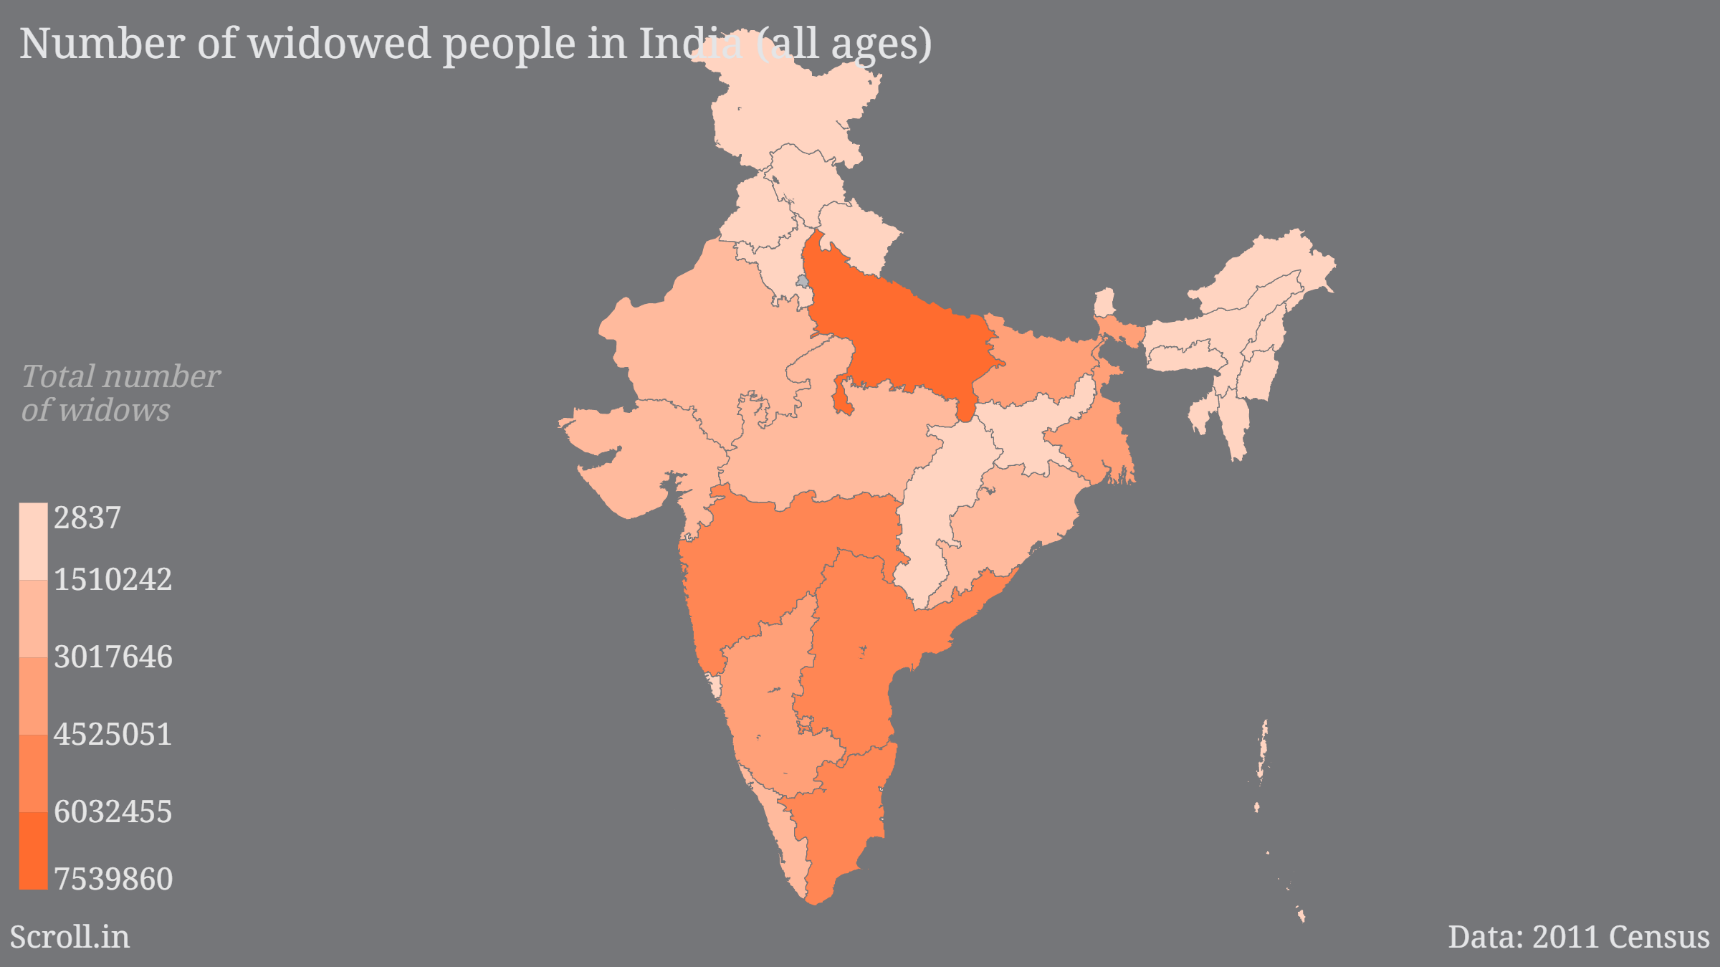 Number of widowed people in India (all ages)
Total number
of widows
2837
1510242
3017646
4525051
6032455
7539860
Scroll.in
Data: 2011 Census